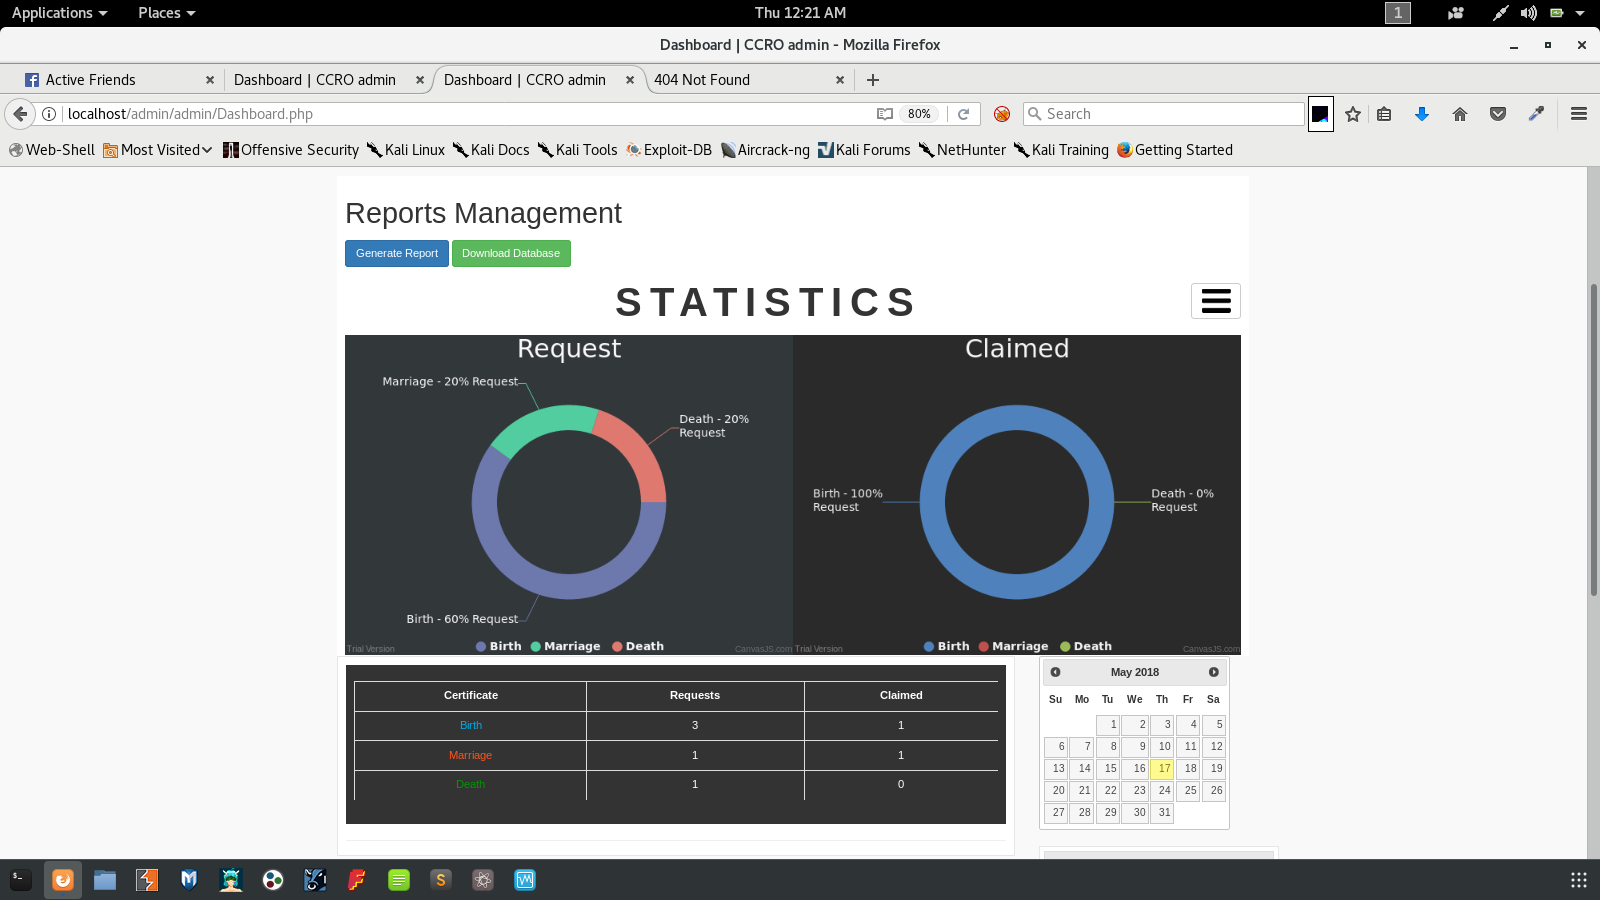 Applications Places Thu 12:21 AM 1
Dashboard | CCRO admin - Mozilla Firefox
Active Friends Dashboard | CCRO admin Dashboard | CCRO admin 404 Not Found
localhost/admin/admin/Dashboard.php 80% Search
Web-Shell Most Visited Offensive Security Kali Linux Kali Docs Kali Tools Exploit-DB Aircrack-ng Kali Forums NetHunter Kali Training Getting Started
Reports Management
Generate Report Download Database
STATISTICS
Request
Marriage - 20% Request
Death - 20%
Request
Birth - 60% Request
Birth Marriage Death
Trial Version CanvasJS.com
Claimed
Birth - 100%
Request
Death - 0%
Request
Birth Marriage Death
Trial Version CanvasJS.com
Certificate Requests Claimed
Birth 3 1
Marriage 1 1
Death 1 0
May 2018
Su Mo Tu We Th Fr Sa
1 2 3 4 5
6 7 8 9 10 11 12
13 14 15 16 17 18 19
20 21 22 23 24 25 26
27 28 29 30 31